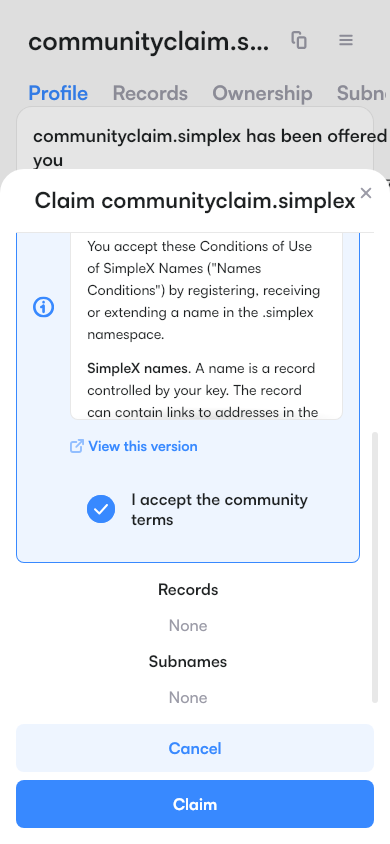 communityclaim.s...
Profile Records Ownership Subn
communityclaim.simplex has been offered
you
Claim communityclaim.simplex
You accept these Conditions of Use
of SimpleX Names ("Names
Conditions") by registering, receiving
or extending a name in the .simplex
namespace.
SimpleX names. A name is a record
controlled by your key. The record
can contain links to addresses in the
View this version
I accept the community
terms
Records
None
Subnames
None
Cancel
Claim